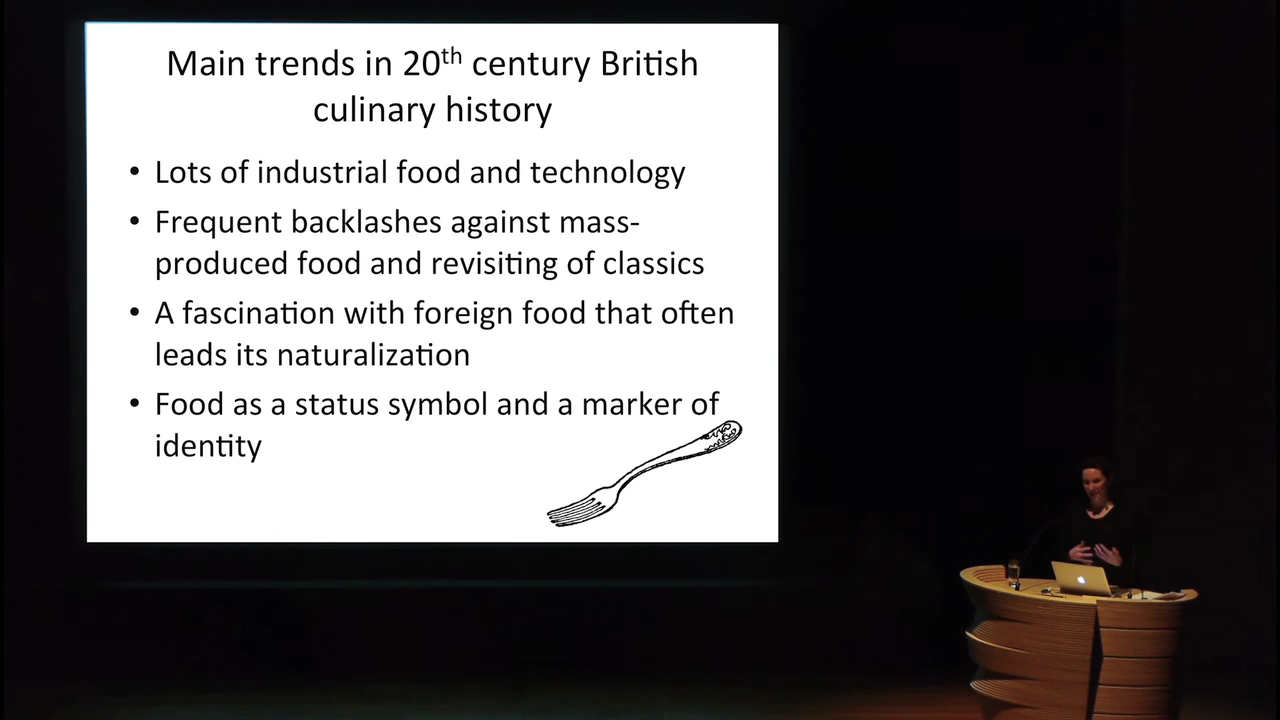 Main trends in 20th century British
culinary history
• Lots of industrial food and technology
• Frequent backlashes against mass-
produced food and revisiting of classics
• A fascination with foreign food that often
leads its naturalization
• Food as a status symbol and a marker of
identity